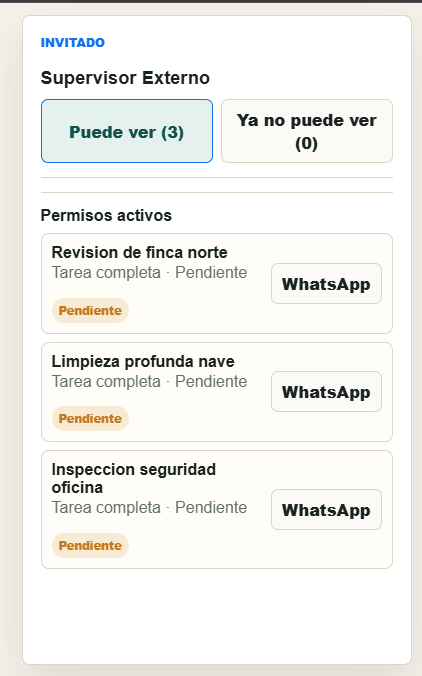 INVITADO
Supervisor Externo
Puede ver (3)
Ya no puede ver
(0)
Permisos activos
Revision de finca norte
Tarea completa · Pendiente
WhatsApp
Pendiente
Limpieza profunda nave
Tarea completa · Pendiente
WhatsApp
Pendiente
Inspeccion seguridad
oficina
Tarea completa · Pendiente
WhatsApp
Pendiente